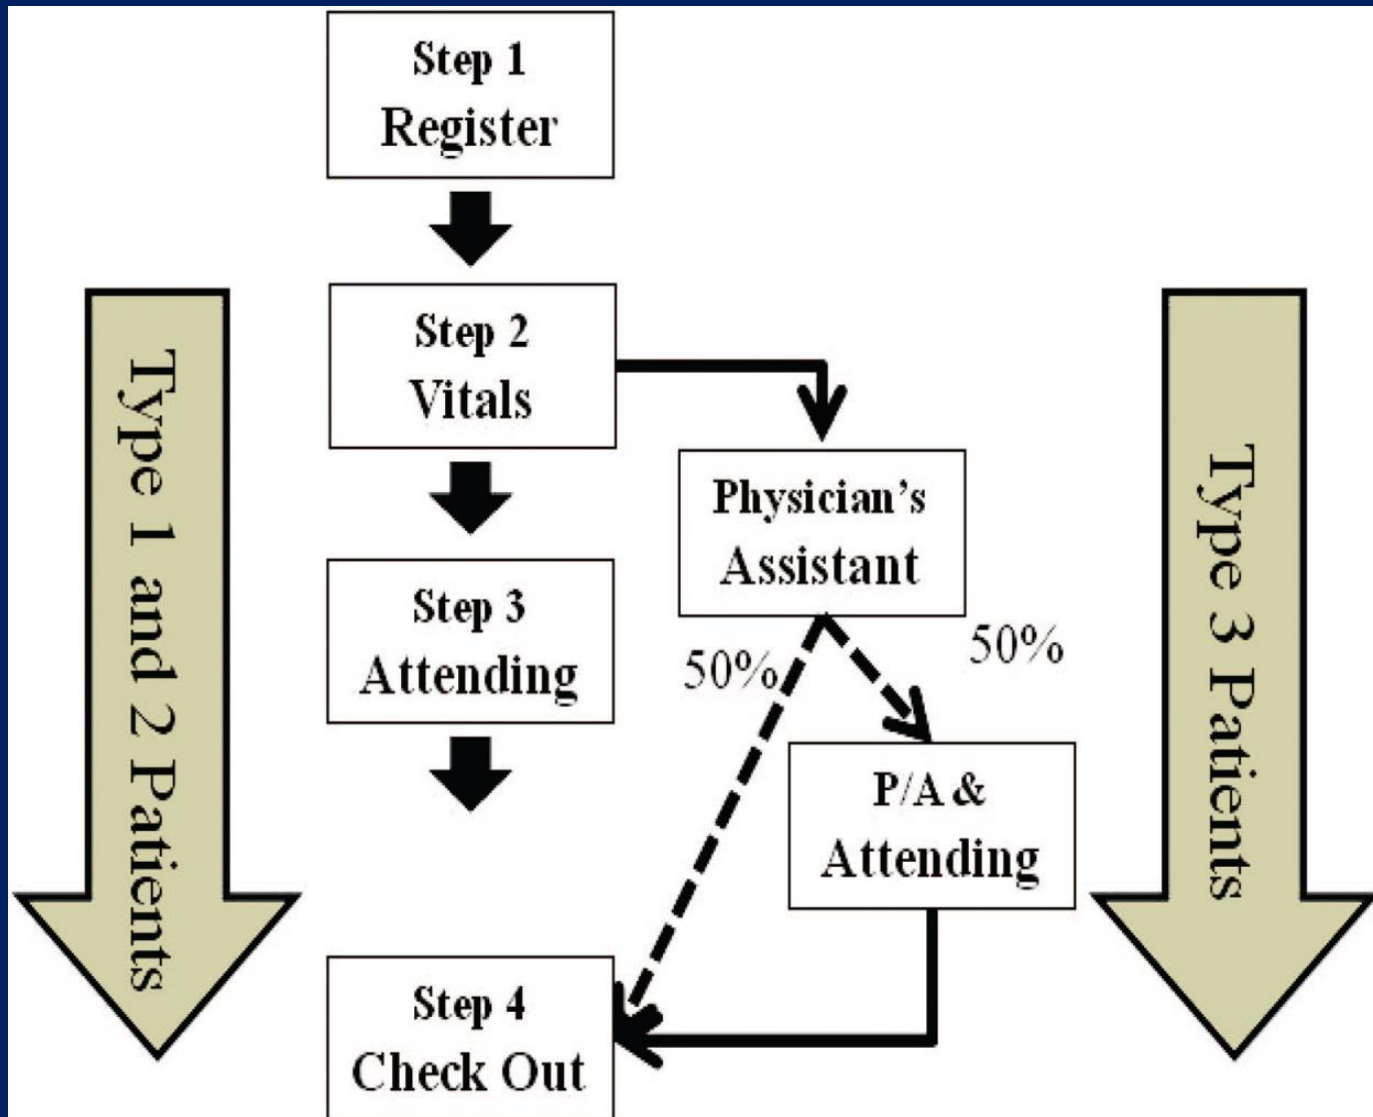 Step 1
Register
Step 2
Vitals
Physician's
Assistant
Step 3
Attending
50%
50%
P/A &
Attending
Step 4
Check Out
Type 1 and 2 Patients
Type 3 Patients